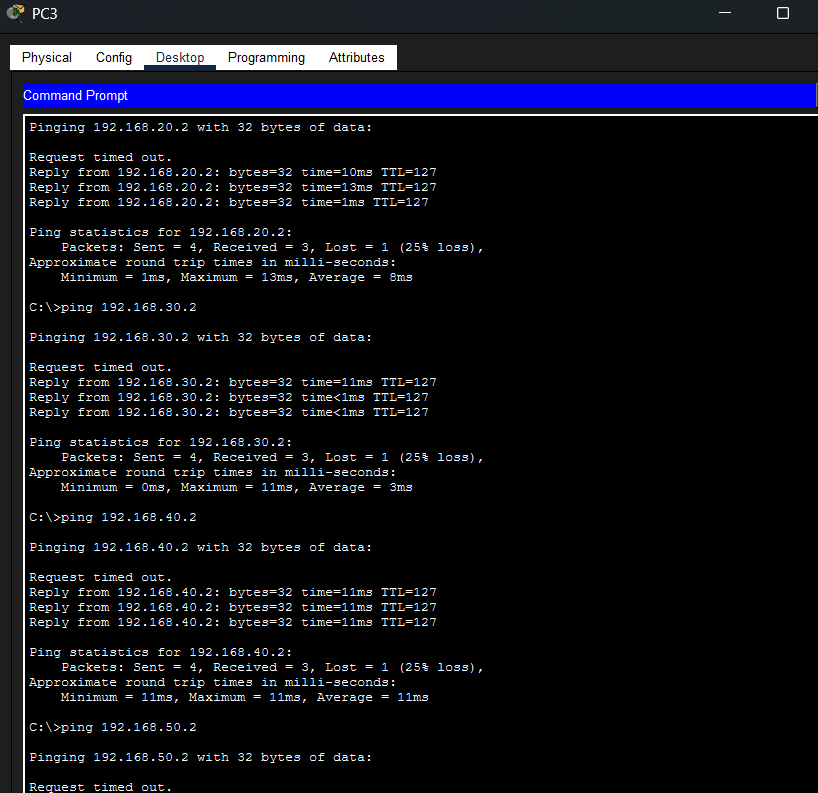 PC3
Physical Config Desktop Programming Attributes
Command Prompt
Pinging 192.168.20.2 with 32 bytes of data:
Request timed out.
Reply from 192.168.20.2: bytes=32 time=10ms TTL=127
Reply from 192.168.20.2: bytes=32 time=13ms TTL=127
Reply from 192.168.20.2: bytes=32 time=1ms TTL=127
Ping statistics for 192.168.20.2:
Packets: Sent = 4, Received = 3, Lost = 1 (25% loss),
Approximate round trip times in milli-seconds:
Minimum = 1ms, Maximum = 13ms, Average = 8ms
C:\>ping 192.168.30.2
Pinging 192.168.30.2 with 32 bytes of data:
Request timed out.
Reply from 192.168.30.2: bytes=32 time=11ms TTL=127
Reply from 192.168.30.2: bytes=32 time<1ms TTL=127
Reply from 192.168.30.2: bytes=32 time<1ms TTL=127
Ping statistics for 192.168.30.2:
Packets: Sent = 4, Received = 3, Lost = 1 (25% loss),
Approximate round trip times in milli-seconds:
Minimum = 0ms, Maximum = 11ms, Average = 3ms
C:\>ping 192.168.40.2
Pinging 192.168.40.2 with 32 bytes of data:
Request timed out.
Reply from 192.168.40.2: bytes=32 time=11ms TTL=127
Reply from 192.168.40.2: bytes=32 time=11ms TTL=127
Reply from 192.168.40.2: bytes=32 time=11ms TTL=127
Ping statistics for 192.168.40.2:
Packets: Sent = 4, Received = 3, Lost = 1 (25% loss),
Approximate round trip times in milli-seconds:
Minimum = 11ms, Maximum = 11ms, Average = 11ms
C:\>ping 192.168.50.2
Pinging 192.168.50.2 with 32 bytes of data:
Request timed out.